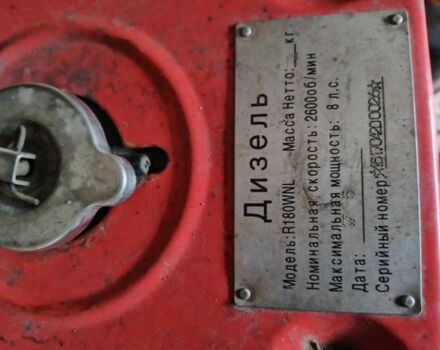 Дизель
Модель: R180WNL Масса Нетто: кг
Номинальная скорость: 2600об/мин
Максимальная мощность: 8 л.с.
Дата:
Серийный номер